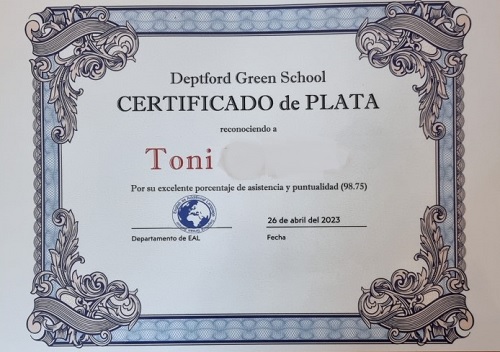 Deptford Green School
CERTIFICADO de PLATA
reconociendo a
Toni
Por su excelente porcentaje de asistencia y puntualidad (98.75)
26 de abril del 2023
Departamento de EAL
Fecha